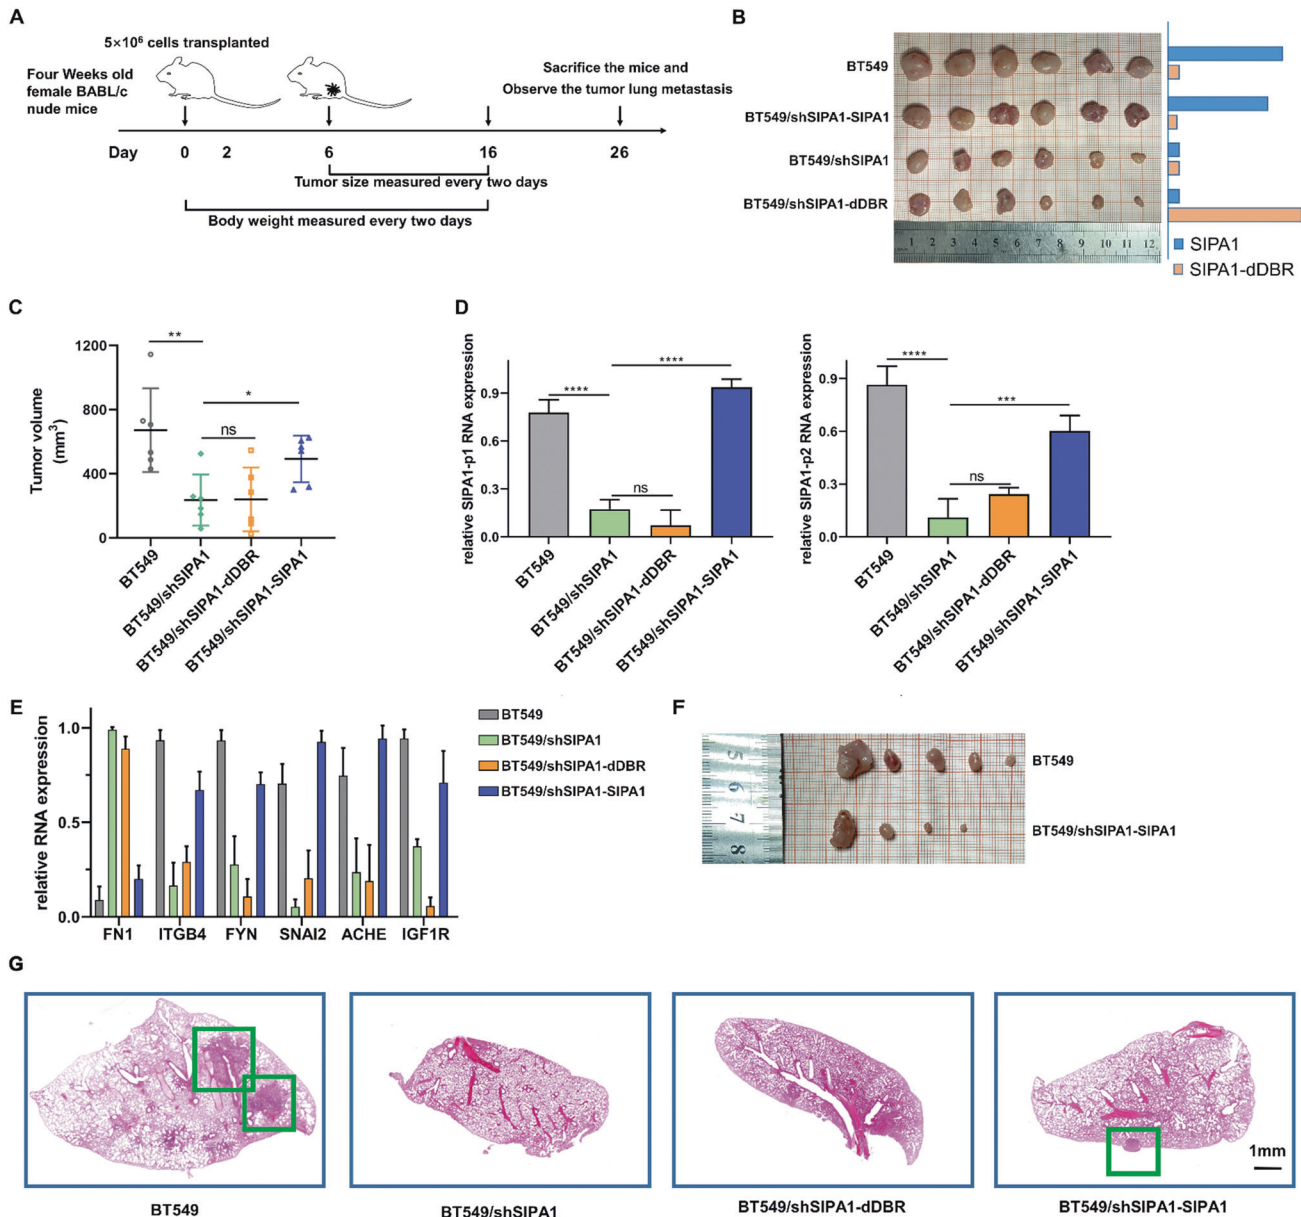 A
5×10⁶ cells transplanted
Four Weeks old
female BABL/c
nude mice
Sacrifice the mice and
Observe the tumor lung metastasis
Day
0
2
6
16
26
Tumor size measured every two days
Body weight measured every two days
B
BT549
BT549/shSIPA1-SIPA1
BT549/shSIPA1
BT549/shSIPA1-dDBR
1 2 3 4 5 6 7 8 9 10 11 12
SIPA1
SIPA1-dDBR
C
Tumor volume
(mm³)
1200
800
400
0
**
*
ns
BT549
BT549/shSIPA1
BT549/shSIPA1-dDBR
BT549/shSIPA1-SIPA1
D
relative SIPA1-p1 RNA expression
0.9
0.6
0.3
0.0
****
****
ns
BT549
BT549/shSIPA1
BT549/shSIPA1-dDBR
BT549/shSIPA1-SIPA1
relative SIPA1-p2 RNA expression
0.9
0.6
0.3
0.0
****
***
ns
BT549
BT549/shSIPA1
BT549/shSIPA1-dDBR
BT549/shSIPA1-SIPA1
E
relative RNA expression
1.0
0.5
0.0
FN1 ITGB4 FYN SNAI2 ACHE IGF1R
BT549
BT549/shSIPA1
BT549/shSIPA1-dDBR
BT549/shSIPA1-SIPA1
F
5
6
7
8
BT549
BT549/shSIPA1-SIPA1
G
1mm
BT549
BT549/shSIPA1
BT549/shSIPA1-dDBR
BT549/shSIPA1-SIPA1